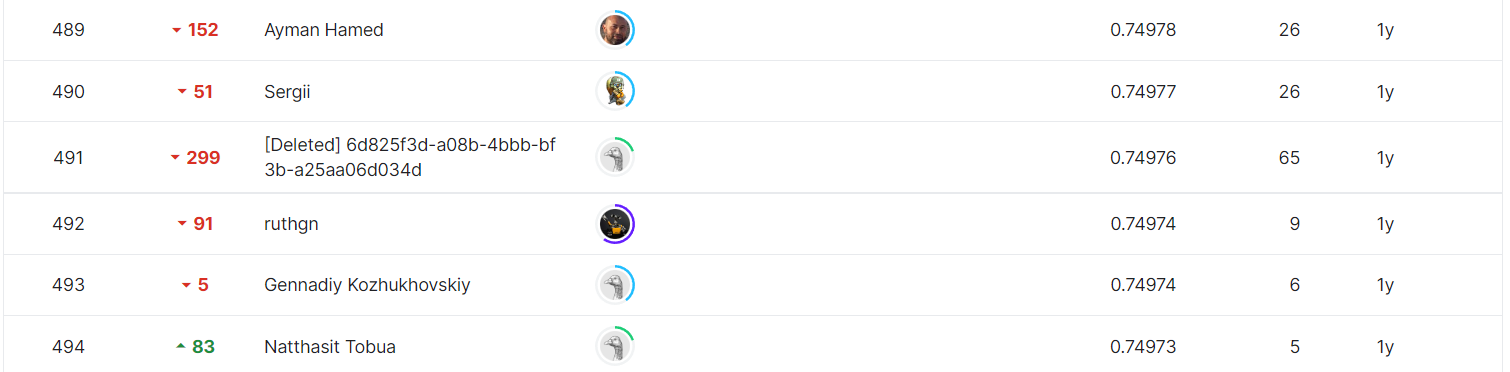 489 152 Ayman Hamed 0.74978 26 1y
490 51 Sergii 0.74977 26 1y
[Deleted] 6d825f3d-a08b-4bbb-bf
491 299 0.74976 65 1y
3b-a25aa06d034d
492 91 ruthgn 0.74974 9 1y
493 5 Gennadiy Kozhukhovskiy 0.74974 6 1y
494 83 Natthasit Tobua 0.74973 5 1y